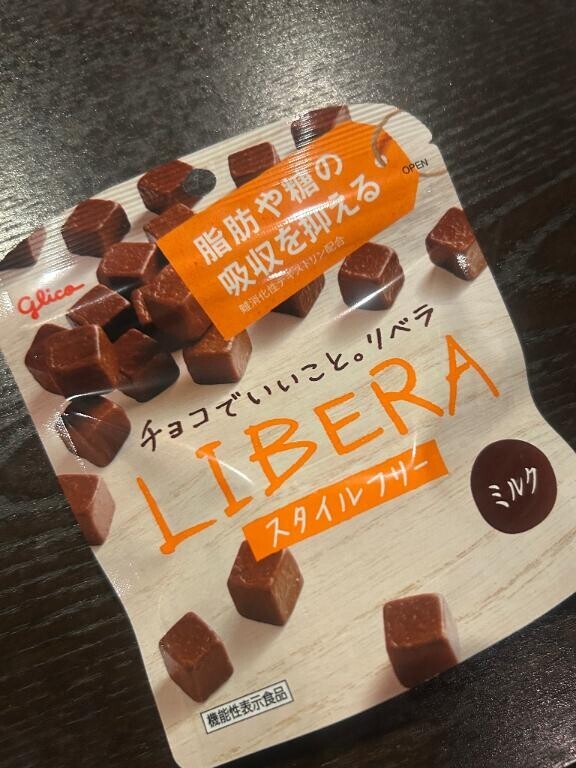 OPEN
脂肪や糖の
吸収を抑える
難消化性デキストリン配合
glico
チョコでいいこと。リベラ
LIBERA
スタイルフリー
ミルク
機能性表示食品